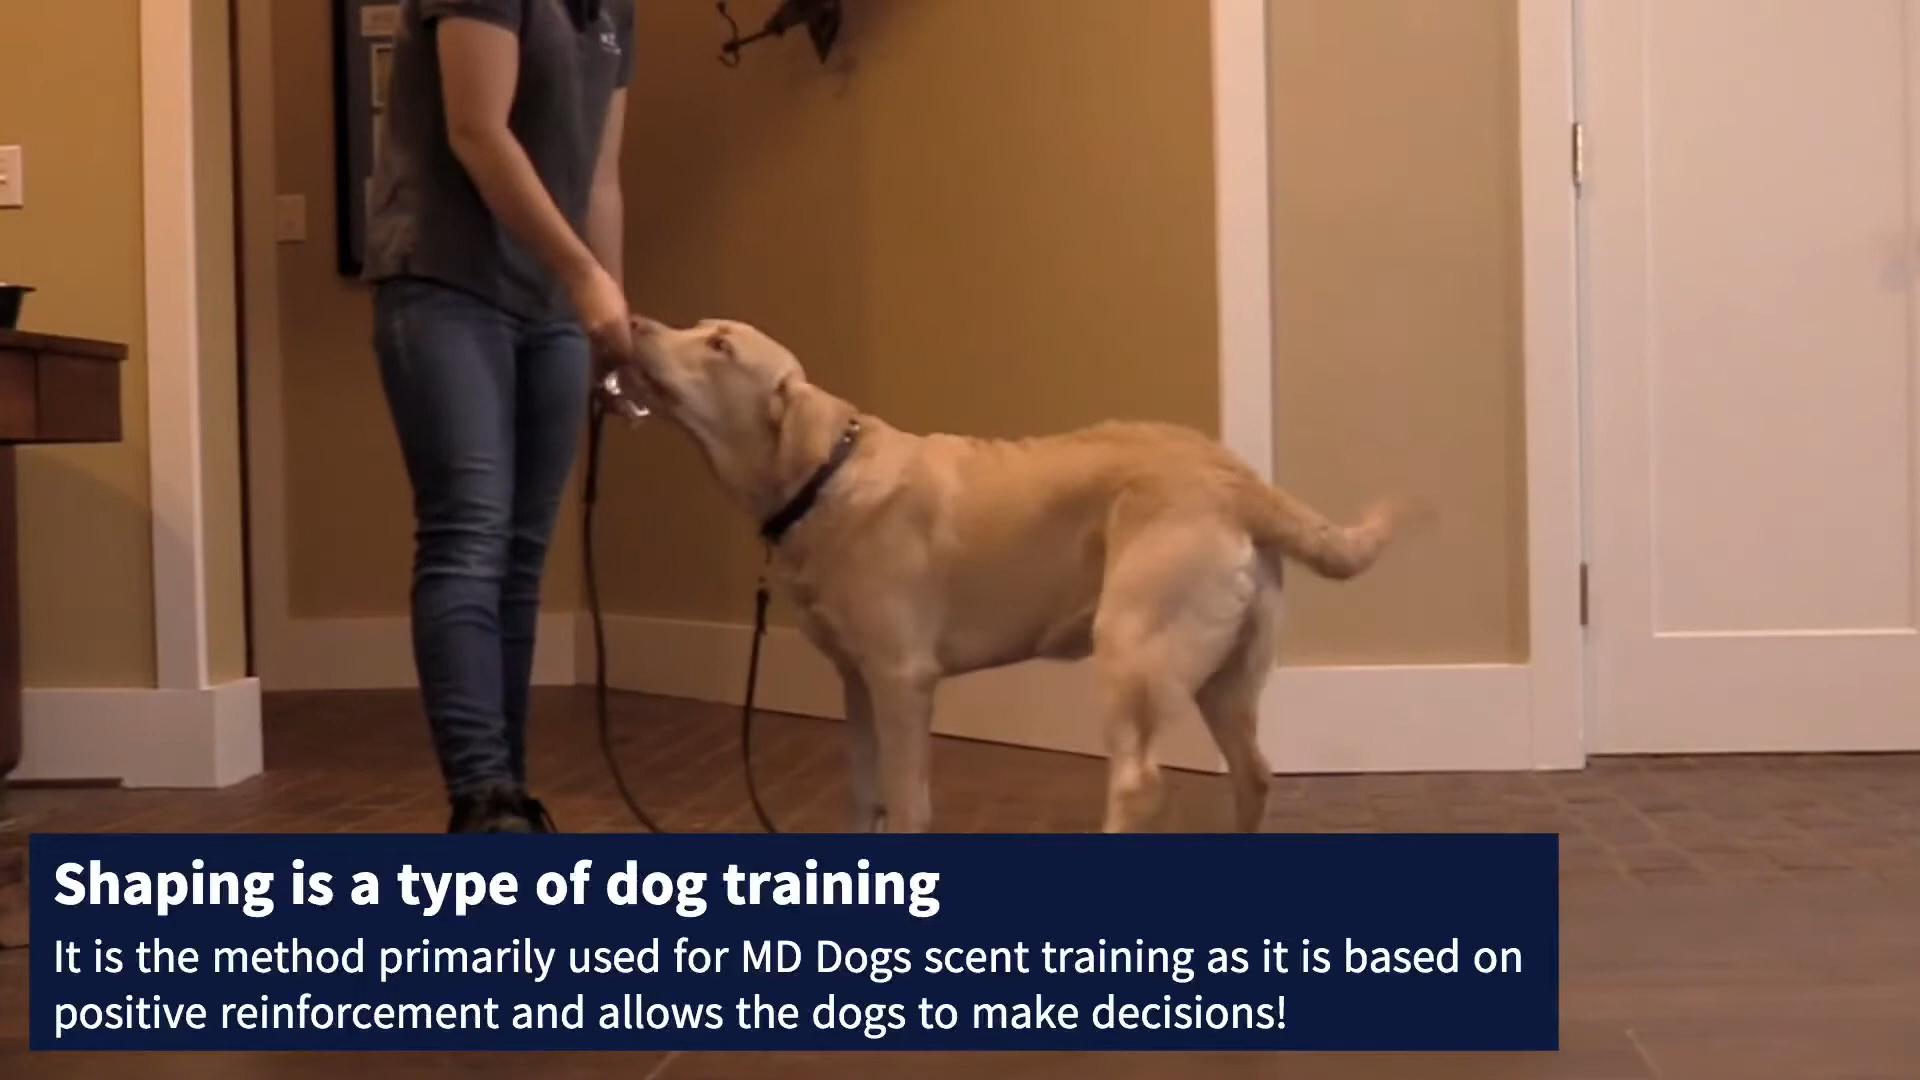 Shaping is a type of dog training
It is the method primarily used for MD Dogs scent training as it is based on
positive reinforcement and allows the dogs to make decisions!